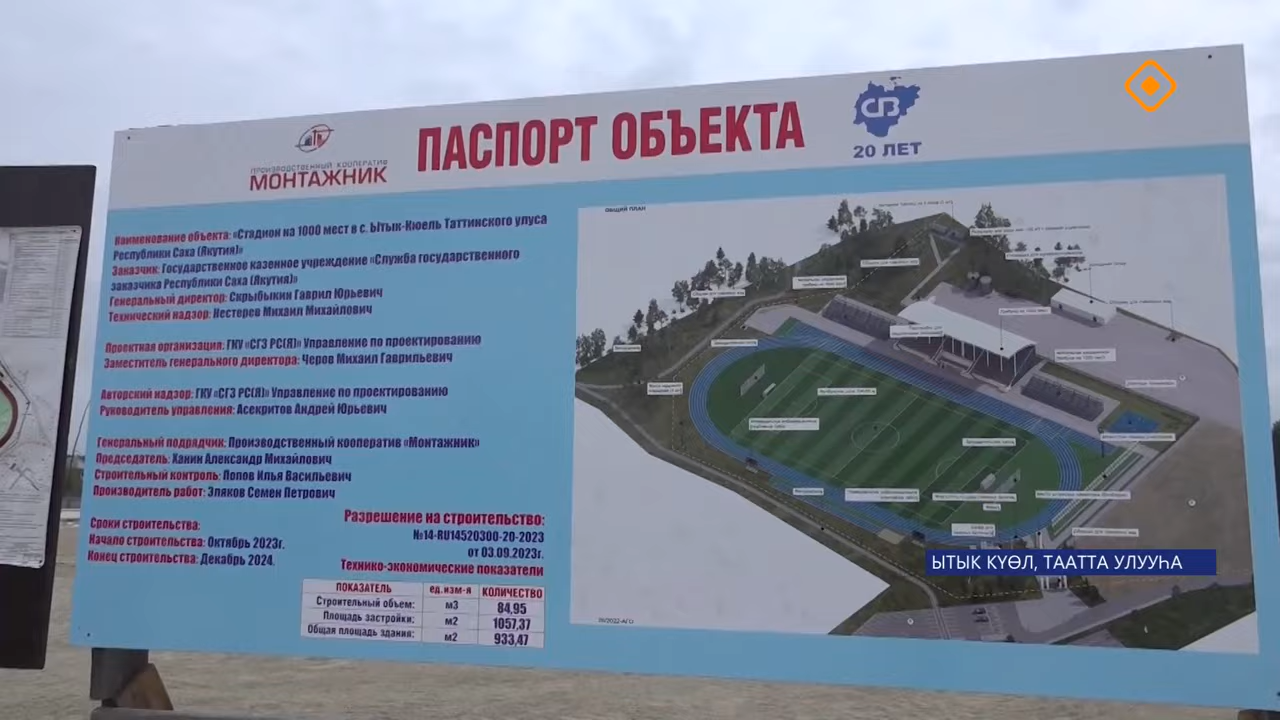 ПРОИЗВОДСТВЕННЫЙ КООПЕРАТИВ
МОНТАЖНИК
ПАСПОРТ ОБЪЕКТА
СВ
20 ЛЕТ
Наименование объекта: «Стадион на 1000 мест в с. Ытык-Кюель Таттинского улуса
Республики Саха (Якутия)»
Заказчик: Государственное казенное учреждение «Служба государственного
заказчика Республики Саха (Якутия)»
Генеральный директор: Скрыбыкин Гаврил Юрьевич
Технический надзор: Нестерев Михаил Михайлович
Проектная организация: ГКУ «СГЗ РС(Я)» Управление по проектированию
Заместитель генерального директора: Черов Михаил Гаврильевич
Авторский надзор: ГКУ «СГЗ РС(Я)» Управление по проектированию
Руководитель управления: Асекритов Андрей Юрьевич
Генеральный подрядчик: Производственный кооператив «Монтажник»
Председатель: Ханин Александр Михайлович
Строительный контроль: Попов Илья Васильевич
Производитель работ: Эляков Семен Петрович
Сроки строительства:
Начало строительства: Октябрь 2023г.
Конец строительства: Декабрь 2024.
Разрешение на строительство:
№14-RU14520300-20-2023
от 03.09.2023г.
Технико-экономические показатели
ПОКАЗАТЕЛЬ ед.изм-я КОЛИЧЕСТВО
Строительный объем: м3 84,95
Площадь застройки: м2 1057,37
Общая площадь здания: м2 933,47
ОБЩИЙ ПЛАН
ЫТЫК КҮӨЛ, ТААТТА УЛУУҺА